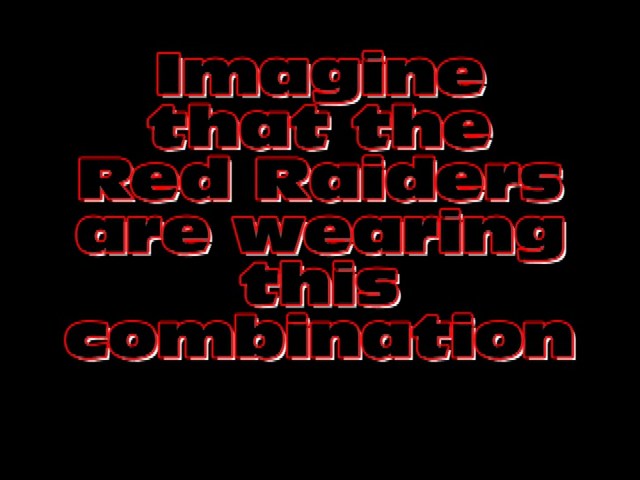 Imagine
that the
Red Raiders
are wearing
this
combination